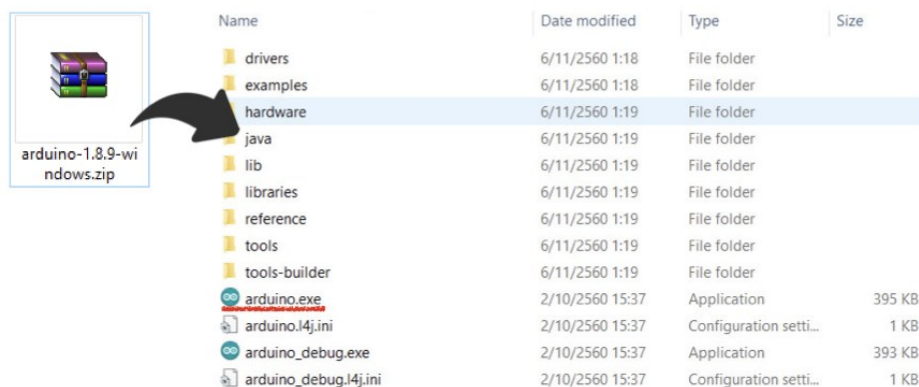 Name Date modified Type Size
drivers 6/11/2560 1:18 File folder
examples 6/11/2560 1:18 File folder
hardware 6/11/2560 1:19 File folder
java 6/11/2560 1:19 File folder
lib 6/11/2560 1:19 File folder
libraries 6/11/2560 1:19 File folder
reference 6/11/2560 1:19 File folder
tools 6/11/2560 1:19 File folder
tools-builder 6/11/2560 1:19 File folder
arduino.exe 2/10/2560 15:37 Application 395 KB
arduino.l4j.ini 2/10/2560 15:37 Configuration setti... 1 KB
arduino_debug.exe 2/10/2560 15:37 Application 393 KB
arduino_debug.l4j.ini 2/10/2560 15:37 Configuration setti... 1 KB
arduino-1.8.9-wi
ndows.zip